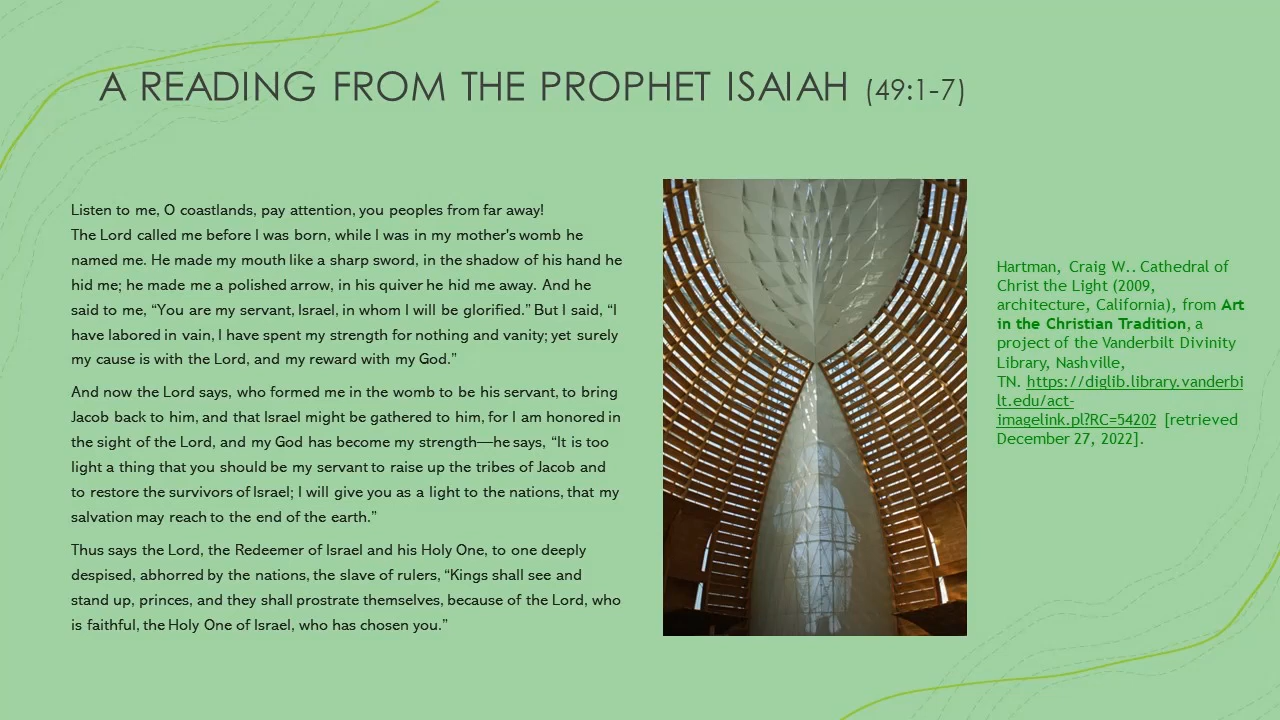 A READING FROM THE PROPHET ISAIAH (49:1-7)
Listen to me, O coastlands, pay attention, you peoples from far away!
The Lord called me before I was born, while I was in my mother's womb he
named me. He made my mouth like a sharp sword, in the shadow of his hand he
hid me; he made me a polished arrow, in his quiver he hid me away. And he
said to me, “You are my servant, Israel, in whom I will be glorified.” But I said, “I
have labored in vain, I have spent my strength for nothing and vanity; yet surely
my cause is with the Lord, and my reward with my God.”
And now the Lord says, who formed me in the womb to be his servant, to bring
Jacob back to him, and that Israel might be gathered to him, for I am honored in
the sight of the Lord, and my God has become my strength—he says, “It is too
light a thing that you should be my servant to raise up the tribes of Jacob and
to restore the survivors of Israel; I will give you as a light to the nations, that my
salvation may reach to the end of the earth.”
Thus says the Lord, the Redeemer of Israel and his Holy One, to one deeply
despised, abhorred by the nations, the slave of rulers, “Kings shall see and
stand up, princes, and they shall prostrate themselves, because of the Lord, who
is faithful, the Holy One of Israel, who has chosen you.”
Hartman, Craig W.. Cathedral of
Christ the Light (2009,
architecture, California), from Art
in the Christian Tradition, a
project of the Vanderbilt Divinity
Library, Nashville,
TN. https://diglib.library.vanderbi
lt.edu/act-
imagelink.pl?RC=54202 [retrieved
December 27, 2022].